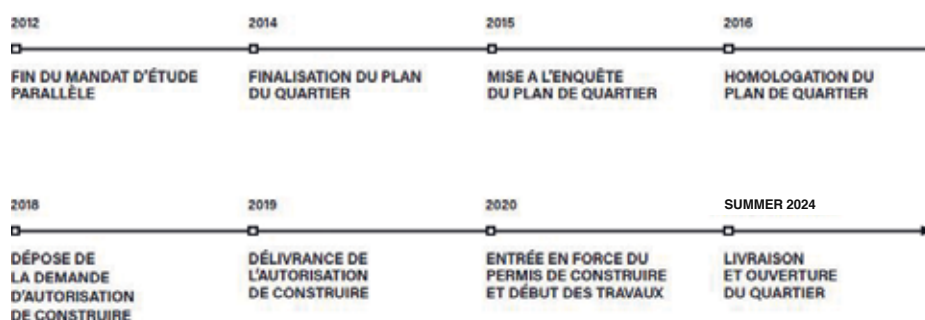 2012
FIN DU MANDAT D'ÉTUDE
PARALLÈLE
2014
FINALISATION DU PLAN
DU QUARTIER
2015
MISE A L'ENQUÊTE
DU PLAN DE QUARTIER
2016
HOMOLOGATION DU
PLAN DE QUARTIER
2018
DÉPOSE DE
LA DEMANDE
D'AUTORISATION
DE CONSTRUIRE
2019
DÉLIVRANCE DE
L'AUTORISATION
DE CONSTRUIRE
2020
ENTRÉE EN FORCE DU
PERMIS DE CONSTRUIRE
ET DÉBUT DES TRAVAUX
SUMMER 2024
LIVRAISON
ET OUVERTURE
DU QUARTIER